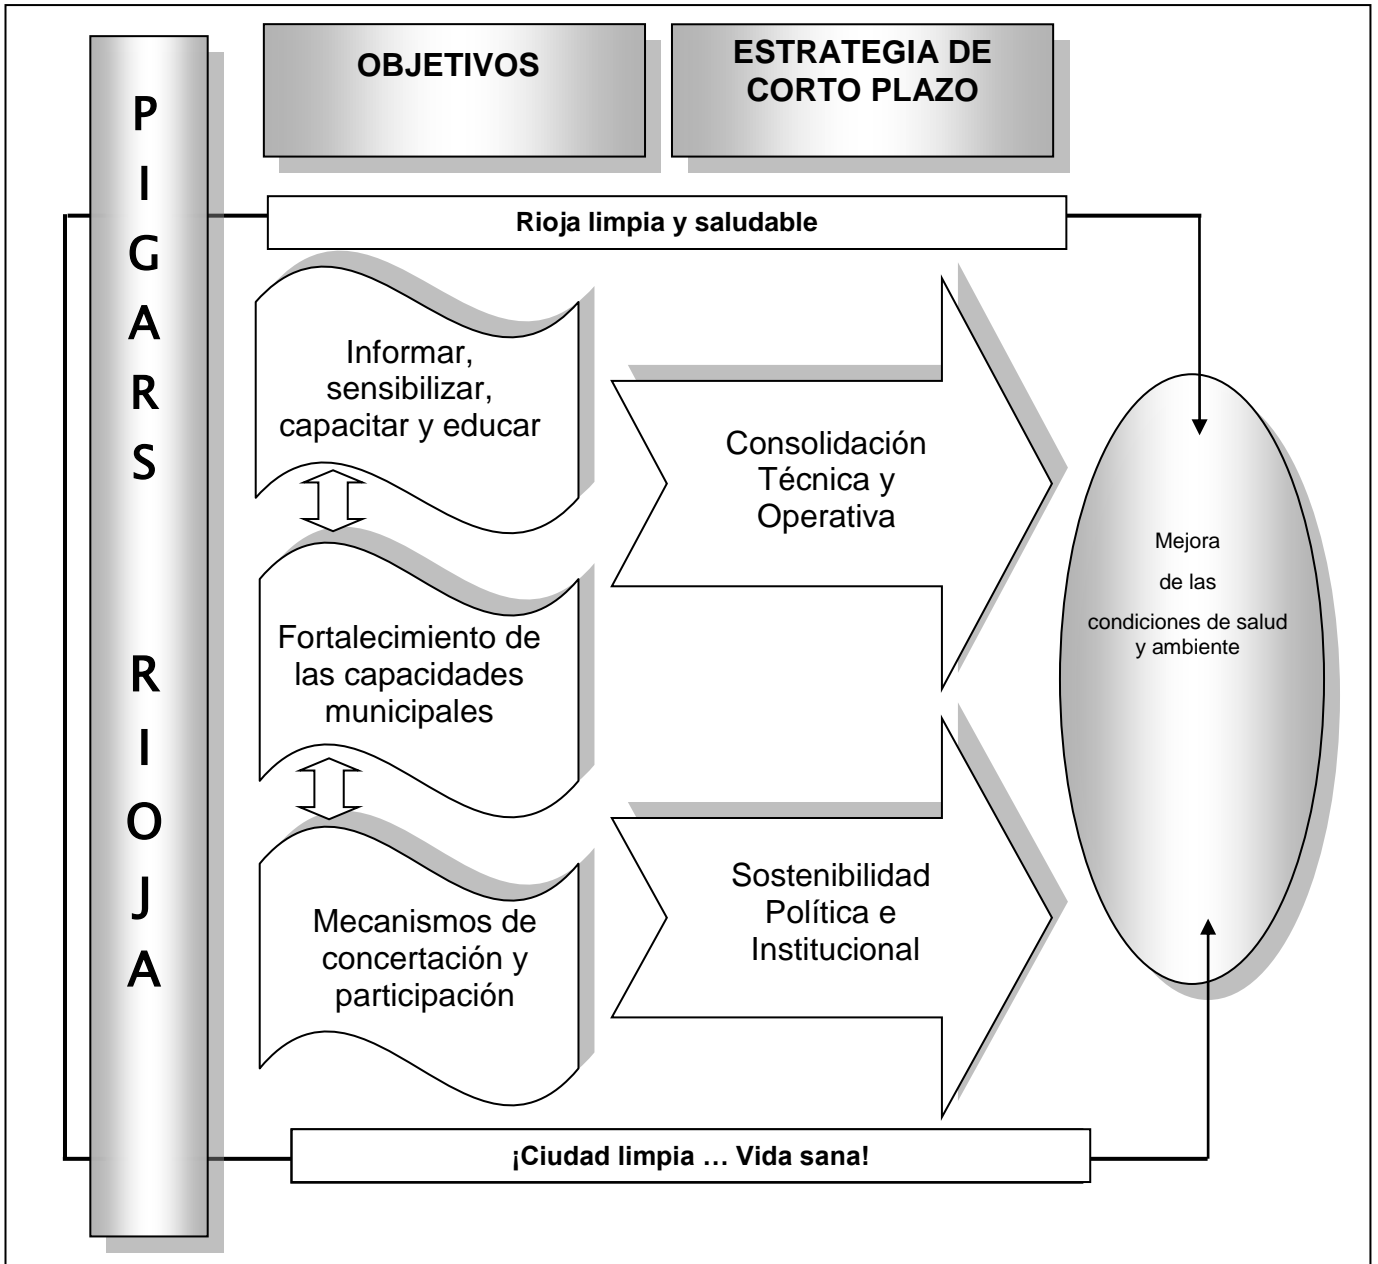 P
I
G
A
R
S
R
I
O
J
A
OBJETIVOS
ESTRATEGIA DE
CORTO PLAZO
Rioja limpia y saludable
Informar,
sensibilizar,
capacitar y educar
Fortalecimiento de
las capacidades
municipales
Mecanismos de
concertación y
participación
Consolidación
Técnica y
Operativa
Sostenibilidad
Política e
Institucional
Mejora
de las
condiciones de salud
y ambiente
¡Ciudad limpia … Vida sana!